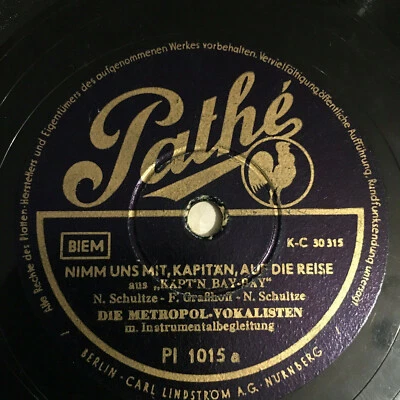 Alle Rechte des Platten-Herstellers und Eigentümers des aufgenommenen Werkes vorbehalten. Vervielfältigung, öffentliche Aufführung, Rundfunksendung untersagt!
Pathé
BIEM
K-C 30315
NIMM UNS MIT, KAPITÄN, AUF DIE REISE
aus „KÄPT'N BAY-BAY"
N. Schultze - F. Graßhoff - N. Schultze
DIE METROPOL-VOKALISTEN
m. Instrumentalbegleitung
PI 1015 a
BERLIN - CARL LINDSTRÖM A.G. - NÜRNBERG